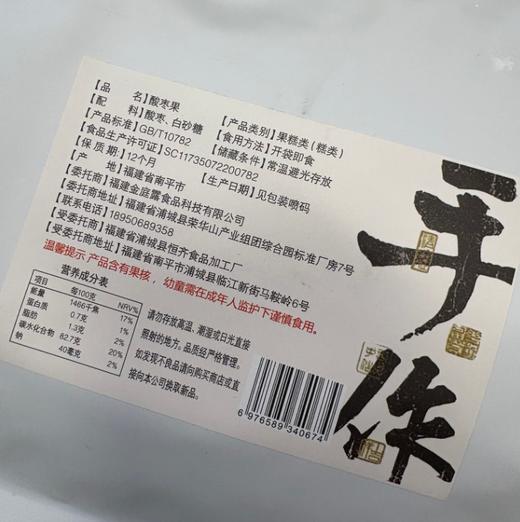 【品 名】酸枣果
【配 料】酸枣、白砂糖
【产品类别】果糕类(糕类)
【产品标准】GB/T10782
【食用方法】开袋即食
【食品生产许可证】SC11735072200782
【储藏条件】常温避光存放
【保 质 期】12个月
【生产日期】见包装喷码
【产 地】福建省南平市
【委托商】福建金庭露食品科技有限公司
【委托商地址】福建省浦城县荣华山产业组团综合园标准厂房7号
【联系电话】18950689358
【受委托商】福建省浦城县恒齐食品加工厂
【受委托商地址】福建省南平市浦城县临江新街马鞍岭6号
温馨提示 产品含有果核，幼童需在成年人监护下谨慎食用。
营养成分表
项目 每100克 NRV%
能量 1466千焦 17%
蛋白质 0.7克 1%
脂肪 1.3克 2%
碳水化合物 82.7克 20%
钠 40毫克 2%
请勿存放高温、潮湿或日光直接
照射的地方。品质经严格管理。
如发现不良品请向购买商店或直
接向本公司换取新品。
6 976589 340674
手作